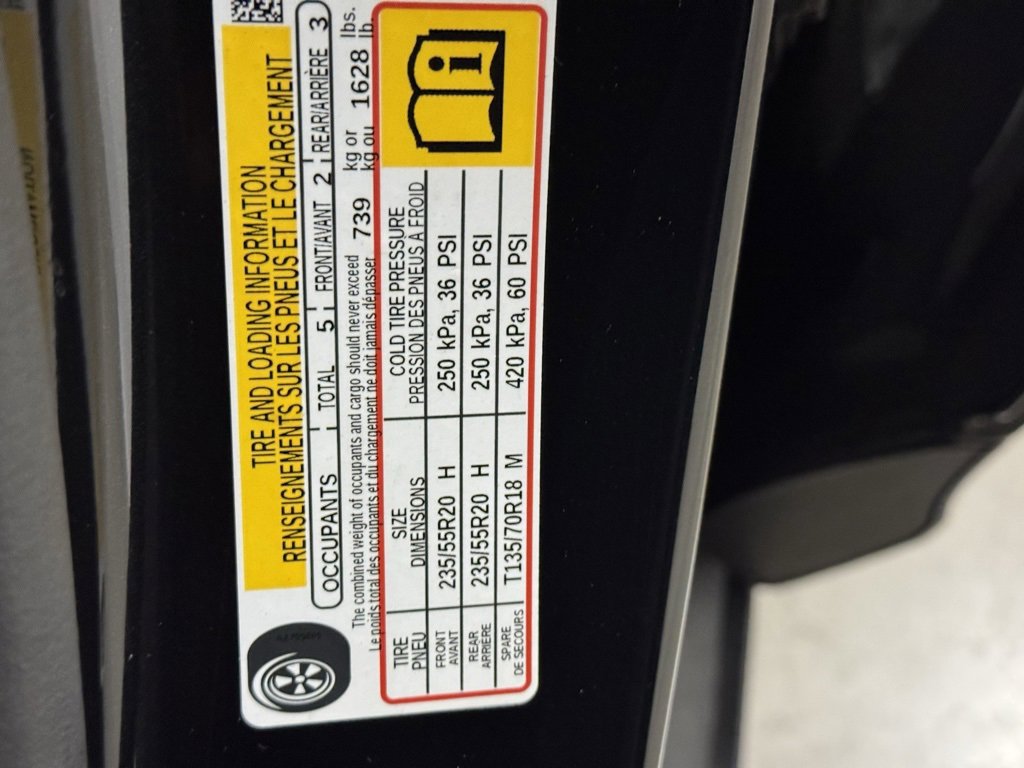 TIRE AND LOADING INFORMATION
RENSEIGNEMENTS SUR LES PNEUS ET LE CHARGEMENT
OCCUPANTS TOTAL 5 FRONT/AVANT 2 REAR/ARRIÈRE 3
The combined weight of occupants and cargo should never exceed 739 kg or 1628 lbs.
Le poids total des occupants et du chargement ne doit jamais dépasser kg ou lb.
TIRE SIZE COLD TIRE PRESSURE
PNEU DIMENSIONS PRESSION DES PNEUS À FROID
FRONT
AVANT 235/55R20 H 250 kPa, 36 PSI
REAR
ARRIÈRE 235/55R20 H 250 kPa, 36 PSI
SPARE
DE SECOURS T135/70R18 M 420 kPa, 60 PSI
i